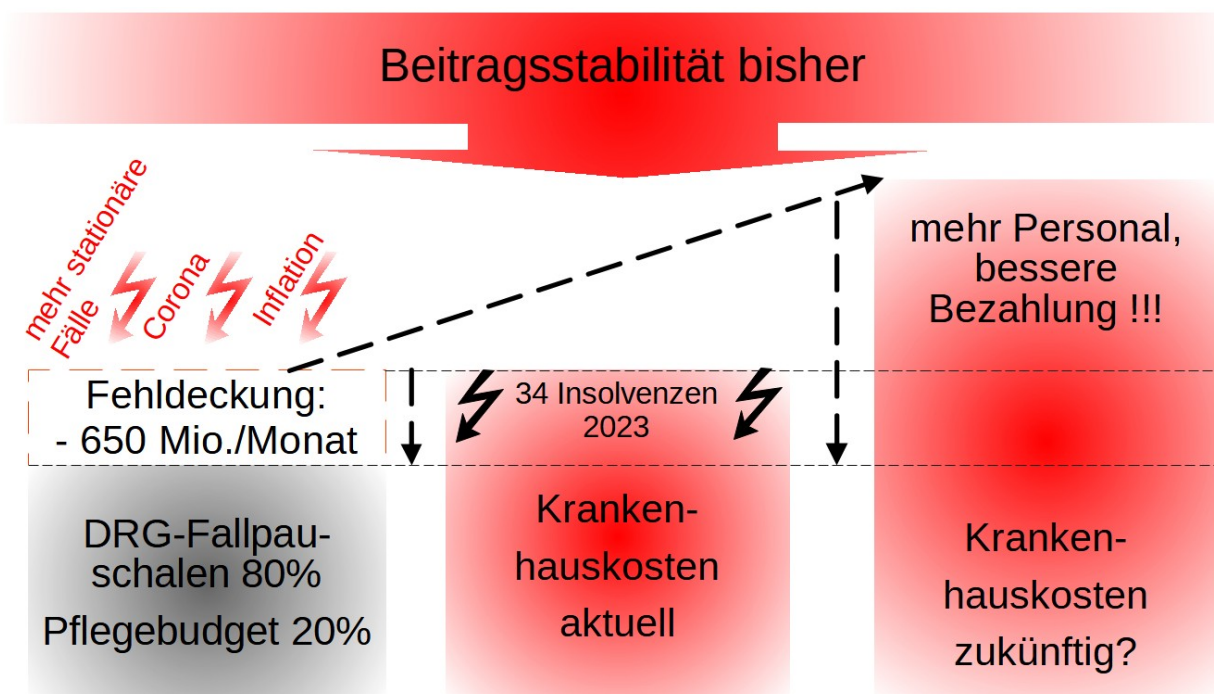 Beitragsstabilität bisher
mehr stationäre
Fälle
Corona
Inflation
mehr Personal,
bessere
Bezahlung !!!
Fehldeckung:
- 650 Mio./Monat
34 Insolvenzen
2023
DRG-Fallpau-
schalen 80%
Pflegebudget 20%
Kranken-
hauskosten
aktuell
Kranken-
hauskosten
zukünftig?